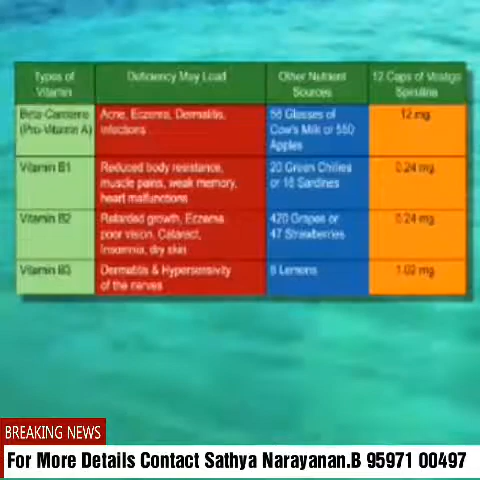 Types of Vitamin
Deficiency May Lead
Other Nutrient Sources
12 Caps of Vestige Spirulina
Beta-Carotene (Pro-Vitamin A)
Acne, Eczema, Dermatitis, Infections
56 Glasses of Cow's Milk or 550 Apples
12 mg
Vitamin B1
Reduced body resistance, muscle pains, weak memory, heart malfunctions
20 Green Chilies or 18 Sardines
0.24 mg
Vitamin B2
Retarded growth, Eczema poor vision, Cataract, Insomnia, dry skin
420 Grapes or 47 Strawberries
0.24 mg
Vitamin B3
Dermatitis & Hypersensivity of the nerves
8 Lemons
1.02 mg
BREAKING NEWS
For More Details Contact Sathya Narayanan.B 95971 00497